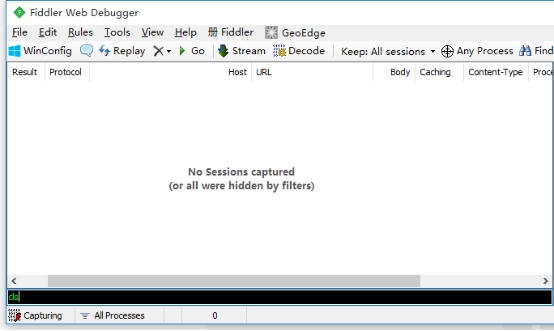 Fiddler Web Debugger
File Edit Rules Tools View Help 册 Fiddler GeoEdge
WinConfig Replay Go Stream Decode Keep: All sessions Any Process Find
Result Protocol Host URL Body Caching Content-Type Proce
No Sessions captured
(or all were hidden by filters)
cls
Capturing All Processes 0